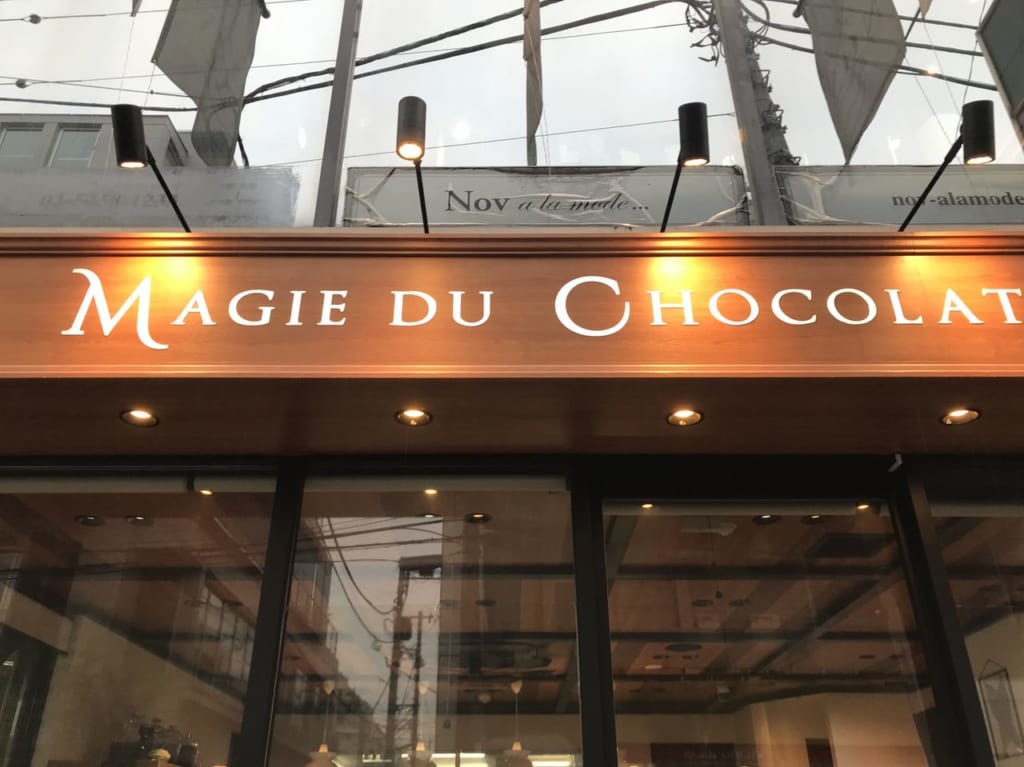 Nov a la mode...
nov-alamode
MAGIE DU CHOCOLAT